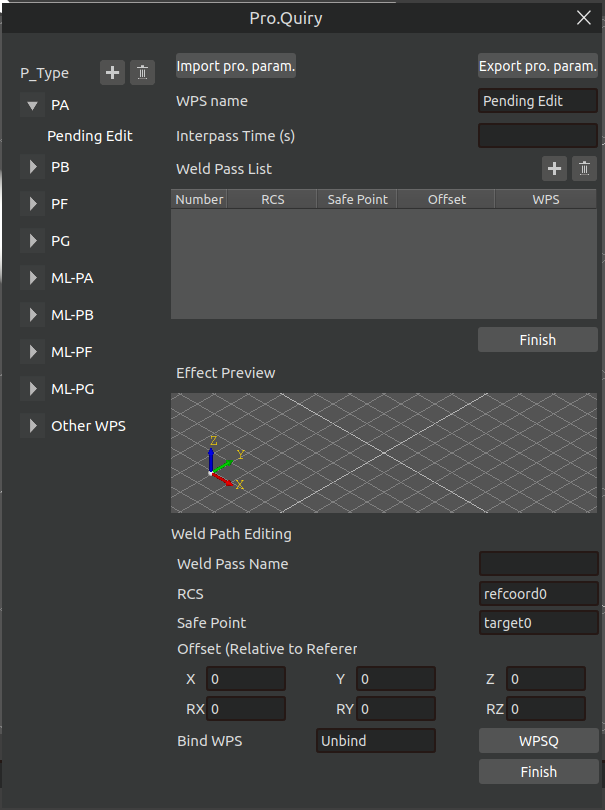 Pro.Quiry
P_Type
Import pro. param.
Export pro. param.
PA
WPS name
Pending Edit
Pending Edit
Interpass Time (s)
PB
Weld Pass List
Number RCS Safe Point Offset WPS
PF
PG
ML-PA
ML-PB
ML-PF
ML-PG
Other WPS
Finish
Effect Preview
Z
Y
X
Weld Path Editing
Weld Pass Name
RCS refcoord0
Safe Point target0
Offset (Relative to Referer
X 0 Y 0 Z 0
RX 0 RY 0 RZ 0
Bind WPS Unbind WPSQ
Finish